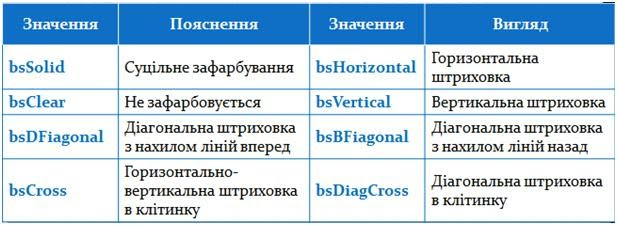 Значення Пояснення Значення Вигляд
bsSolid Суцільне зафарбування bsHorizontal Горизонтальна
штриховка
bsClear Не зафарбовується bsVertical Вертикальна штриховка
bsDFiagonal Діагональна штриховка
з нахилом ліній вперед bsBFiagonal Діагональна штриховка
з нахилом ліній назад
bsCross Горизонтально-
вертикальна штриховка
в клітинку bsDiagCross Діагональна штриховка
в клітинку